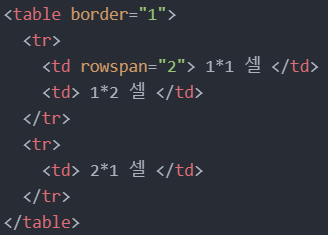 <table border="1">
  <tr>
    <td rowspan="2"> 1*1 셀 </td>
    <td> 1*2 셀 </td>
  </tr>
  <tr>
    <td> 2*1 셀 </td>
  </tr>
</table>